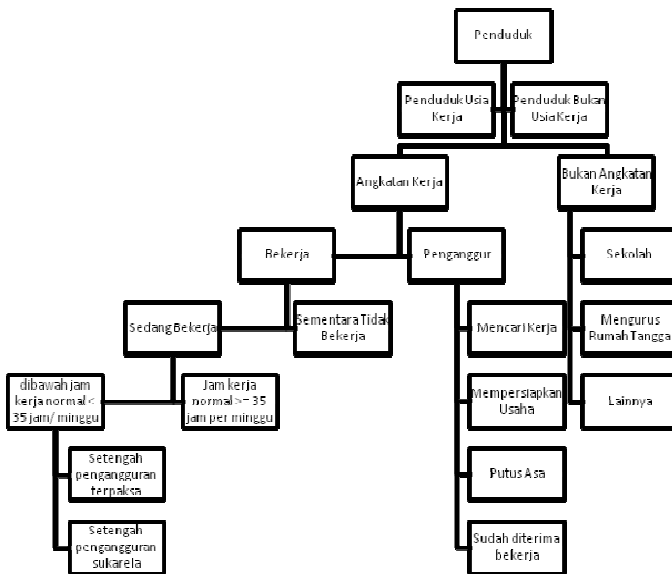 Penduduk
Penduduk Usia
Kerja
Penduduk Bukan
Usia Kerja
Angkatan Kerja
Bukan Angkatan
Kerja
Bekerja
Penganggur
Sekolah
Sedang Bekerja
Sementara Tidak
Bekerja
Mencari Kerja
Mengurus
Rumah Tangga
dibawah jam
kerja normal <
35 jam/ minggu
Jam kerja
normal >= 35
jam per minggu
Mempersiapkan
Usaha
Lainnya
Setengah
pengangguran
terpaksa
Putus Asa
Setengah
pengangguran
sukarela
Sudah diterima
bekerja